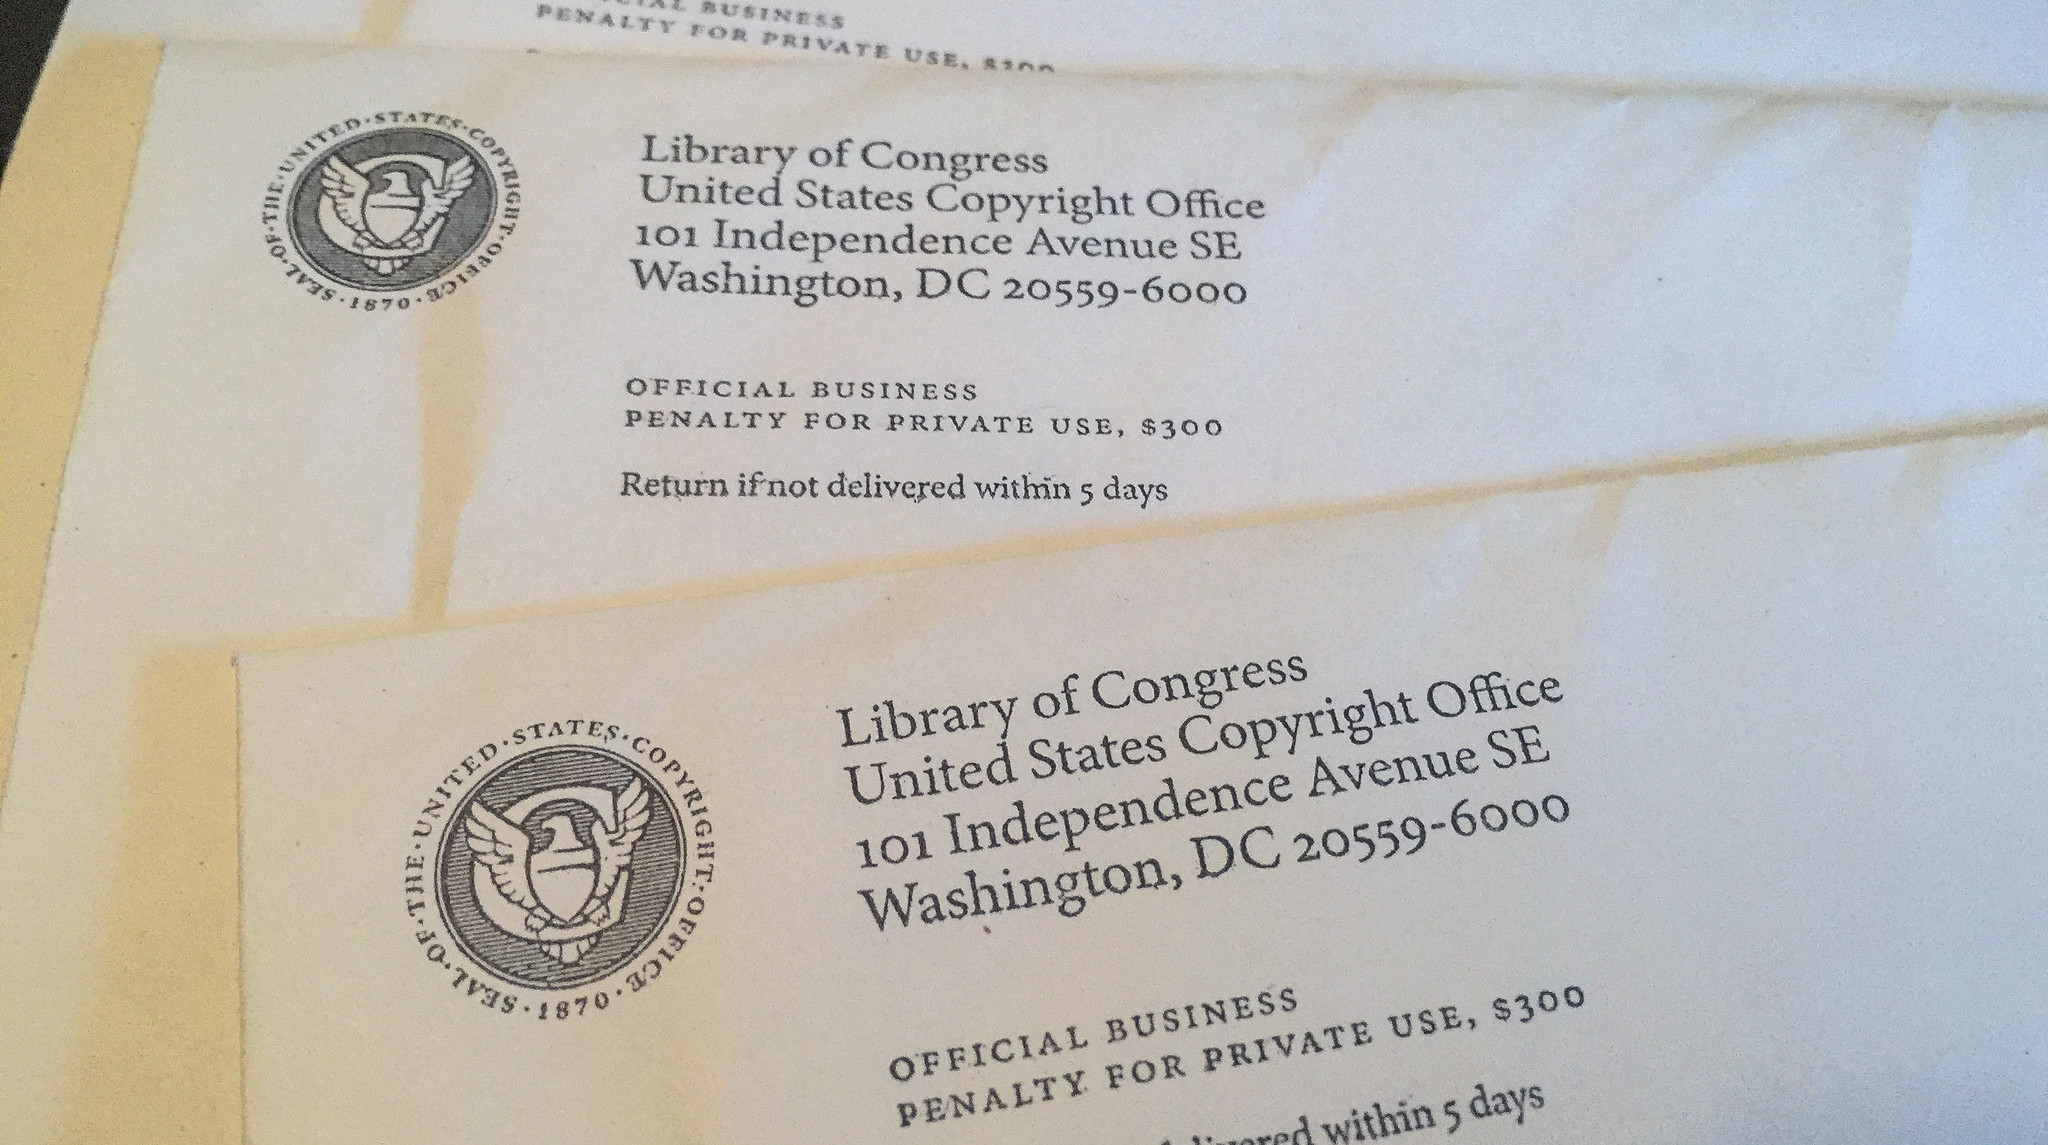 BUSINESS
PENALTY FOR PRIVATE USE, $300
SEAL·OF·THE·UNITED·STATES·COPYRIGHT·OFFICE·1870·
Library of Congress
United States Copyright Office
101 Independence Avenue SE
Washington, DC 20559-6000
OFFICIAL BUSINESS
PENALTY FOR PRIVATE USE, $300
Return if not delivered within 5 days
SEAL·OF·THE·UNITED·STATES·COPYRIGHT·OFFICE·1870·
Library of Congress
United States Copyright Office
101 Independence Avenue SE
Washington, DC 20559-6000
OFFICIAL BUSINESS
PENALTY FOR PRIVATE USE, $300
within 5 days